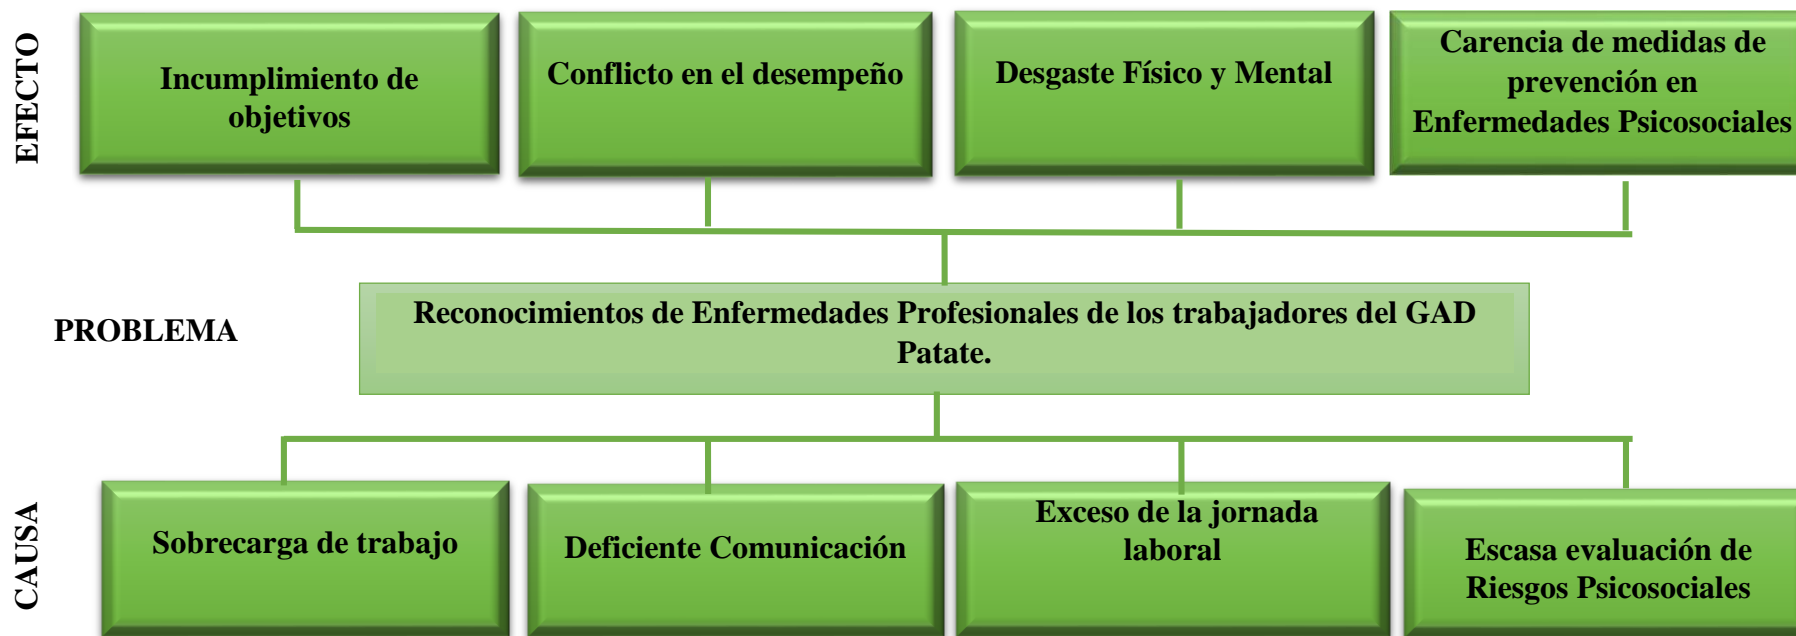 EFECTO
Incumplimiento de
objetivos
Conflicto en el desempeño
Desgaste Físico y Mental
Carencia de medidas de
prevención en
Enfermedades Psicosociales
PROBLEMA
Reconocimientos de Enfermedades Profesionales de los trabajadores del GAD
Patate.
CAUSA
Sobrecarga de trabajo
Deficiente Comunicación
Exceso de la jornada
laboral
Escasa evaluación de
Riesgos Psicosociales